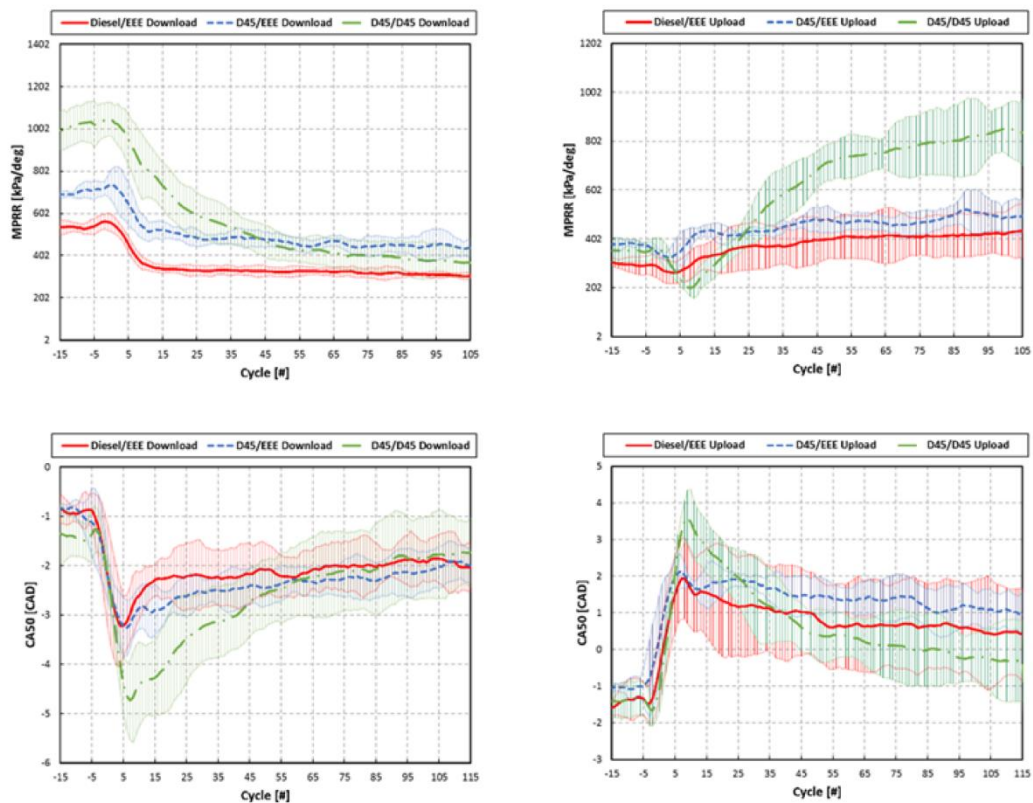 Diesel/EEE Download D45/EEE Download D45/D45 Download
1402
1202
1002
802
602
402
202
2
MPRR [kPa/deg]
-15 -5 5 15 25 35 45 55 65 75 85 95 105
Cycle [#]
Diesel/EEE Upload D45/EEE Upload D45/D45 Upload
1202
1002
802
602
402
202
2
MPRR [kPa/deg]
-15 -5 5 15 25 35 45 55 65 75 85 95 105
Cycle [#]
Diesel/EEE Download D45/EEE Download D45/D45 Download
0
-1
-2
-3
-4
-5
-6
CA50 [CAD]
-15 -5 5 15 25 35 45 55 65 75 85 95 105 115
Cycle [#]
Diesel/EEE Upload D45/EEE Upload D45/D45 Upload
5
4
3
2
1
0
-1
-2
-3
CA50 [CAD]
-15 -5 5 15 25 35 45 55 65 75 85 95 105 115
Cycle [#]